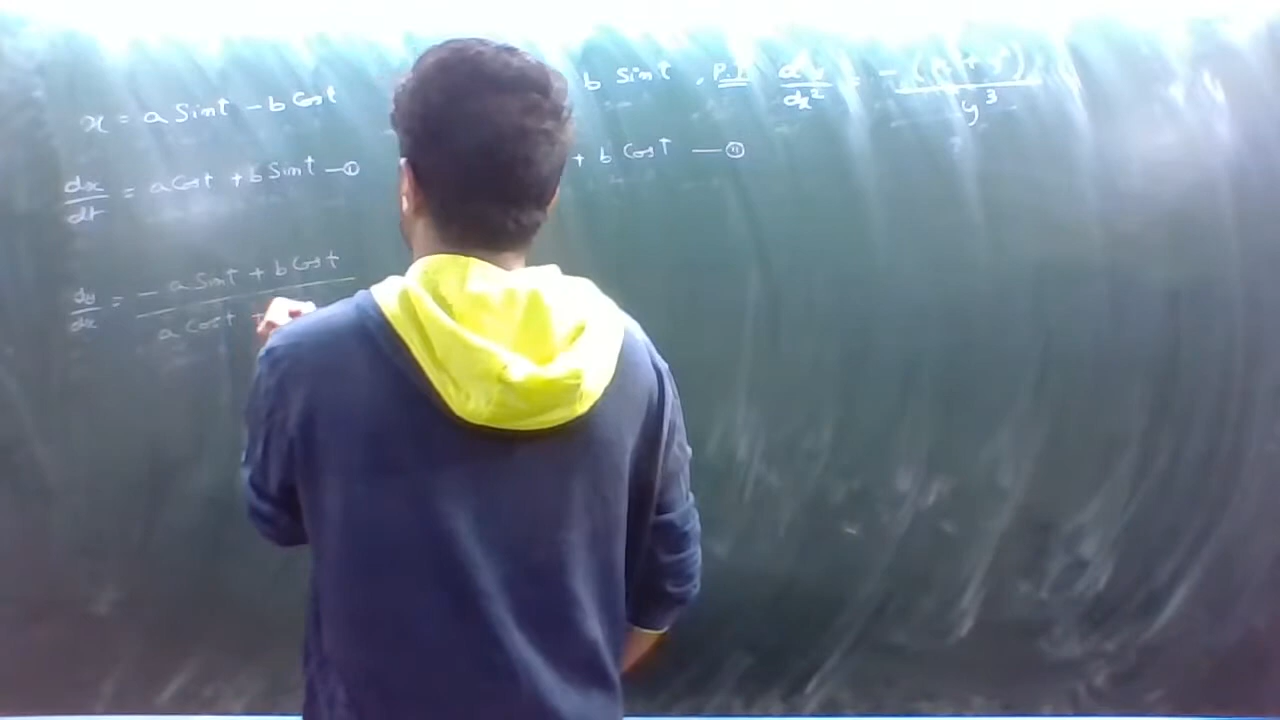 x = a Sint - b Cost b Sint , P.T d²y/dx² = -(x²+y²)/y³
dx/dt = a Cost + b Sint — ① + b Cost — ②
dy/dx = (- a Sint + b Cost)/(a Cost +